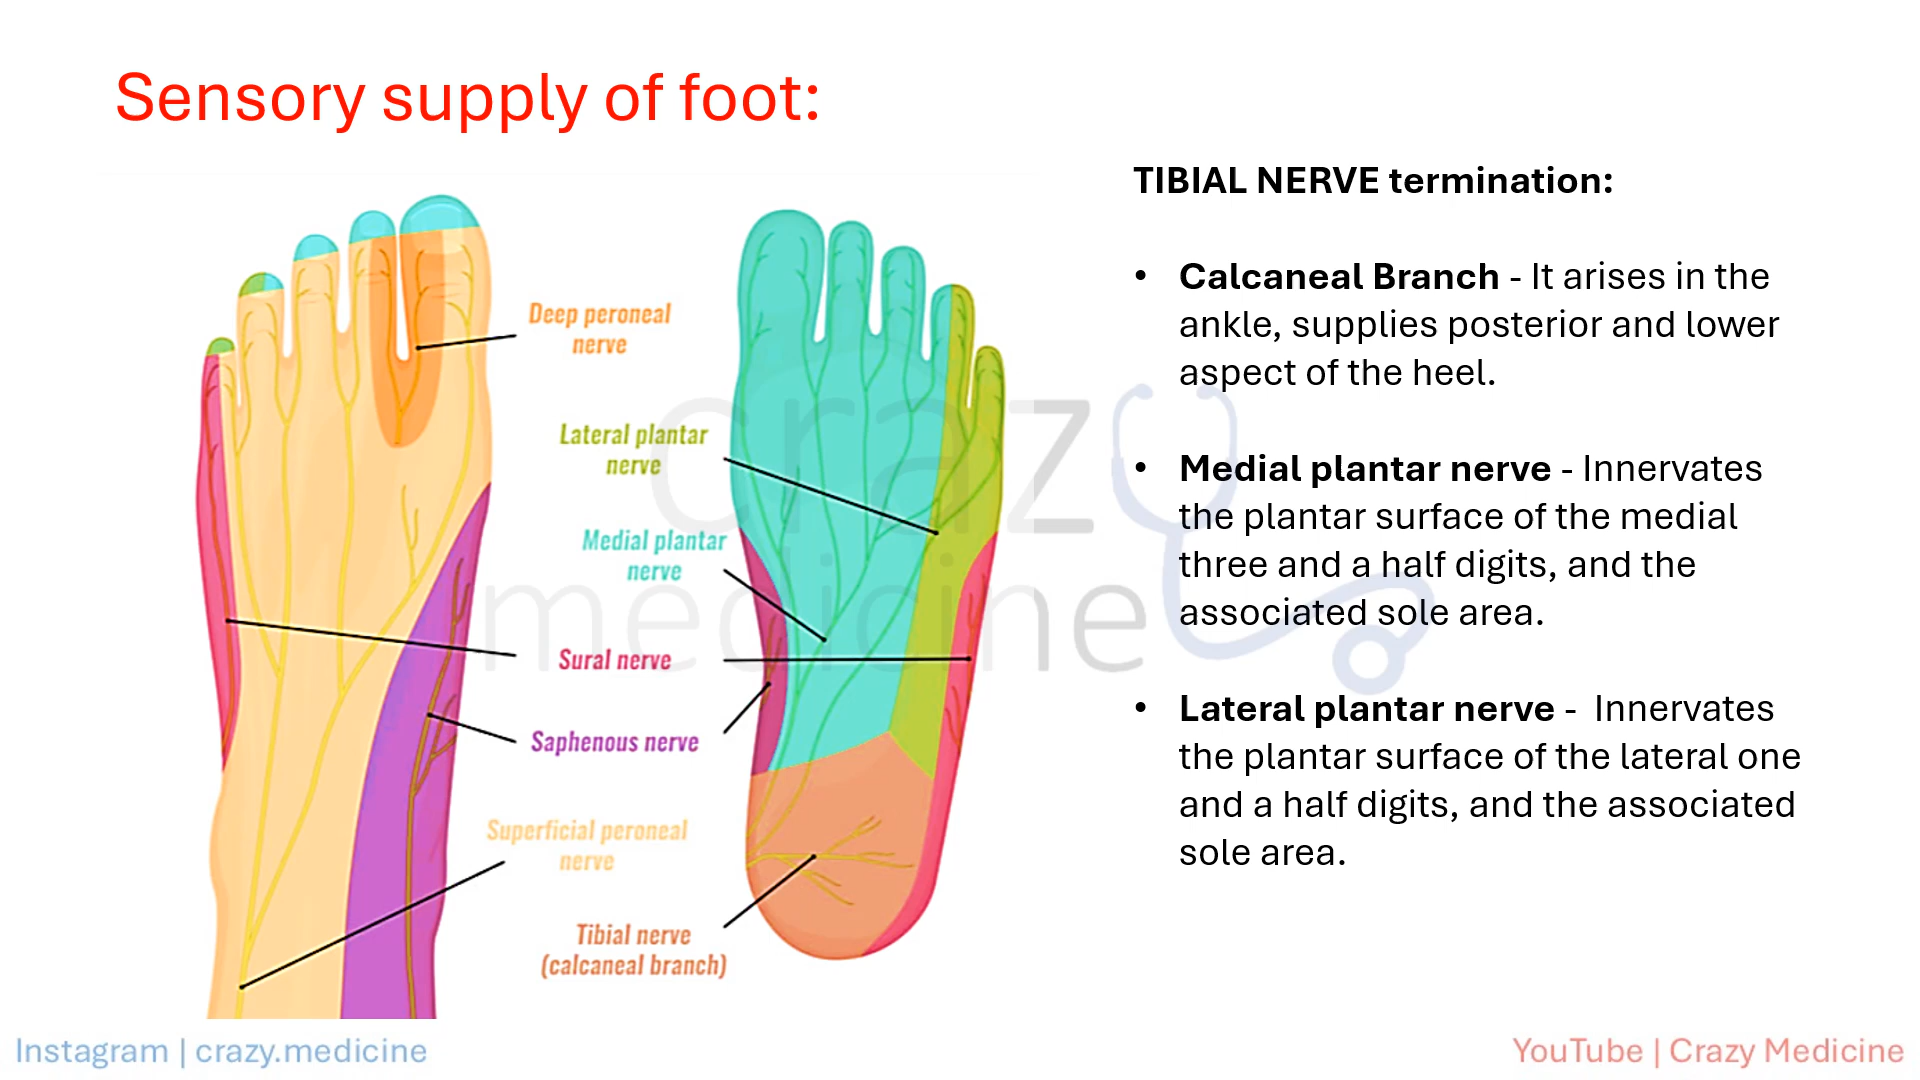 Sensory supply of foot:
Deep peroneal
nerve
Lateral plantar
nerve
Medial plantar
nerve
Sural nerve
Saphenous nerve
Superficial peroneal
nerve
Tibial nerve
(calcaneal branch)
crazy
medicine
TIBIAL NERVE termination:
• Calcaneal Branch - It arises in the
ankle, supplies posterior and lower
aspect of the heel.
• Medial plantar nerve - Innervates
the plantar surface of the medial
three and a half digits, and the
associated sole area.
• Lateral plantar nerve -  Innervates
the plantar surface of the lateral one
and a half digits, and the associated
sole area.
Instagram | crazy.medicine
YouTube | Crazy Medicine